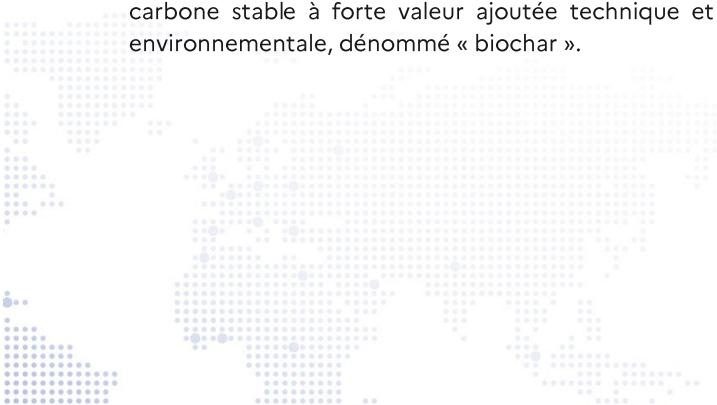 carbone stable à forte valeur ajoutée technique et
environnementale, dénommé « biochar ».